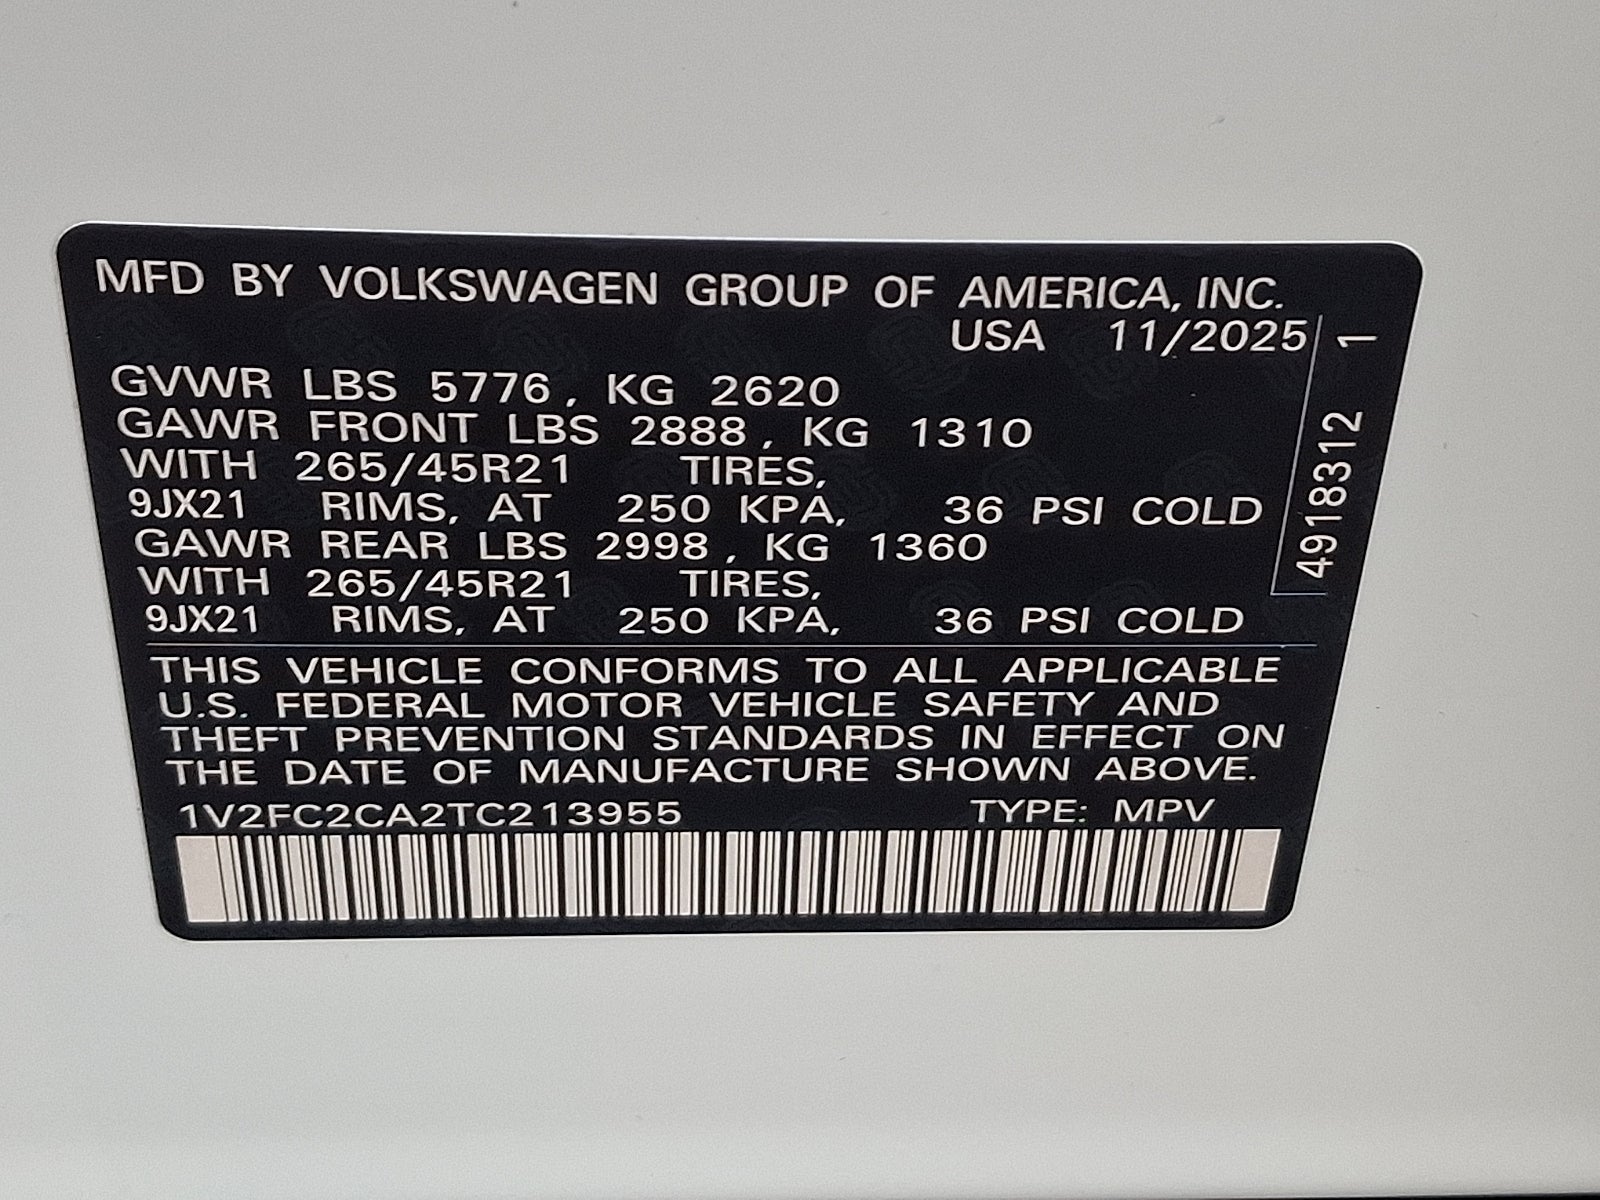 MFD BY VOLKSWAGEN GROUP OF AMERICA, INC.
USA 11/2025
GVWR LBS 5776, KG 2620
GAWR FRONT LBS 2888, KG 1310
WITH 265/45R21 TIRES,
9JX21 RIMS, AT 250 KPA, 36 PSI COLD
GAWR REAR LBS 2998, KG 1360
WITH 265/45R21 TIRES,
9JX21 RIMS, AT 250 KPA, 36 PSI COLD
4918312 1
THIS VEHICLE CONFORMS TO ALL APPLICABLE
U.S. FEDERAL MOTOR VEHICLE SAFETY AND
THEFT PREVENTION STANDARDS IN EFFECT ON
THE DATE OF MANUFACTURE SHOWN ABOVE.
1V2FC2CA2TC213955 TYPE: MPV